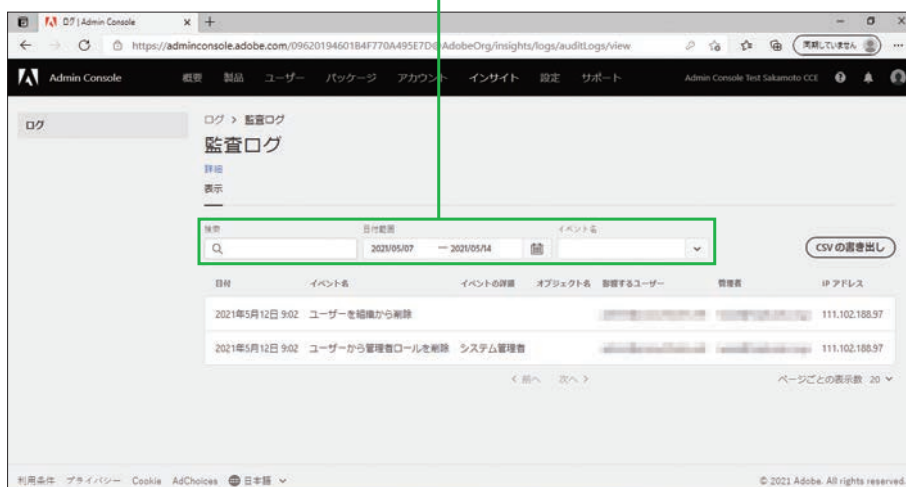 ログ | Admin Console
https://adminconsole.adobe.com/09620194601B4F770A495E7D@AdobeOrg/insights/logs/auditLogs/view
同期していません
Admin Console 概要 製品 ユーザー パッケージ アカウント インサイト 設定 サポート Admin Console Test Sakamoto CCE
ログ
ログ > 監査ログ
監査ログ
詳細
表示
検索 日付範囲 イベント名
2021/05/07 ー 2021/05/14
CSV の書き出し
日付 イベント名 イベントの詳細 オブジェクト名 影響するユーザー 管理者 IP アドレス
2021年5月12日 9:02 ユーザーを組織から削除 111.102.188.97
2021年5月12日 9:02 ユーザーから管理者ロールを削除 システム管理者 111.102.188.97
< 前へ 次へ > ページごとの表示数 20
利用条件 プライバシー Cookie AdChoices 日本語 © 2021 Adobe. All rights reserved.